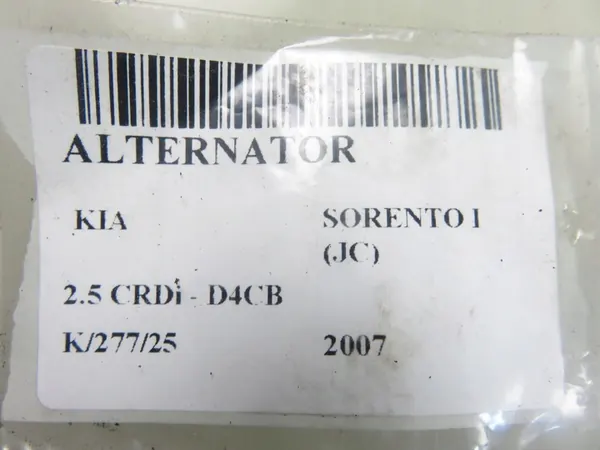 ALTERNATOR
KIA SORENTO I
(JC)
2.5 CRDi - D4CB
K/277/25 2007